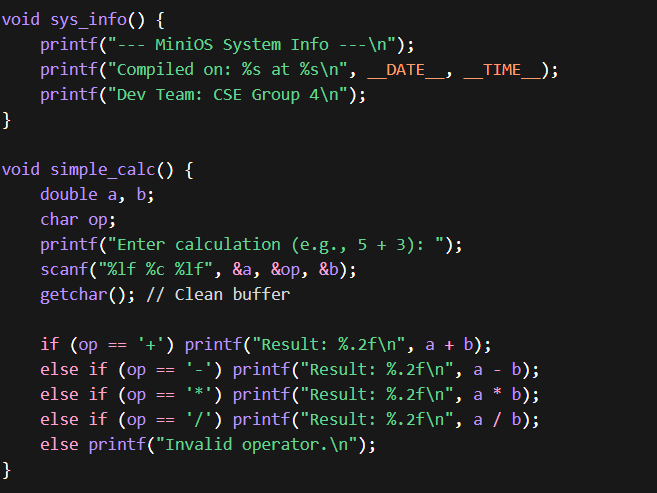 void sys_info() {
    printf("--- MiniOS System Info ---\n");
    printf("Compiled on: %s at %s\n", __DATE__, __TIME__);
    printf("Dev Team: CSE Group 4\n");
}

void simple_calc() {
    double a, b;
    char op;
    printf("Enter calculation (e.g., 5 + 3): ");
    scanf("%lf %c %lf", &a, &op, &b);
    getchar(); // Clean buffer

    if (op == '+') printf("Result: %.2f\n", a + b);
    else if (op == '-') printf("Result: %.2f\n", a - b);
    else if (op == '*') printf("Result: %.2f\n", a * b);
    else if (op == '/') printf("Result: %.2f\n", a / b);
    else printf("Invalid operator.\n");
}